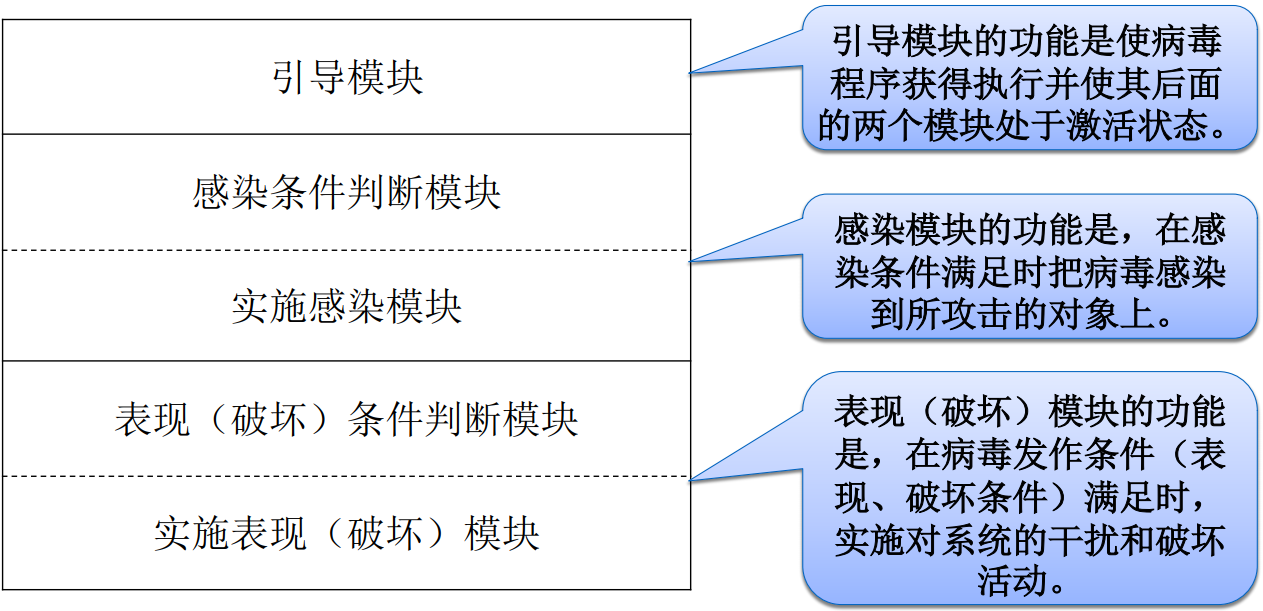 引导模块
引导模块的功能是使病毒
程序获得执行并使其后面
的两个模块处于激活状态。
感染条件判断模块
实施感染模块
感染模块的功能是，在感
染条件满足时把病毒感染
到所攻击的对象上。
表现（破坏）条件判断模块
实施表现（破坏）模块
表现（破坏）模块的功能
是，在病毒发作条件（表
现、破坏条件）满足时，
实施对系统的干扰和破坏
活动。